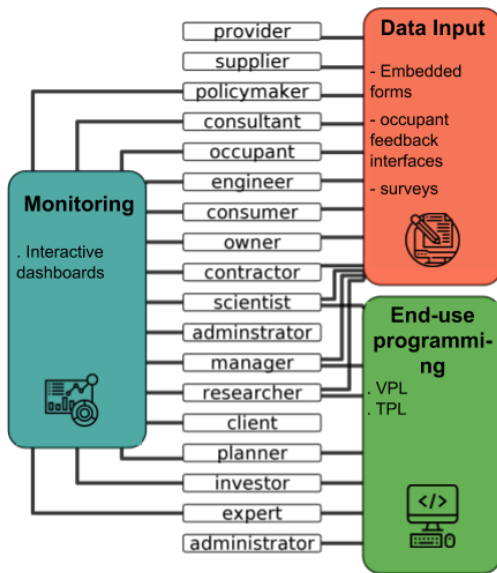 provider
supplier
policymaker
consultant
occupant
engineer
consumer
owner
contractor
scientist
adminstrator
manager
researcher
client
planner
investor
expert
administrator
Monitoring
. Interactive
dashboards
Data Input
- Embedded
forms
- occupant
feedback
interfaces
- surveys
End-use
programmi-
ng
. VPL
. TPL
</>